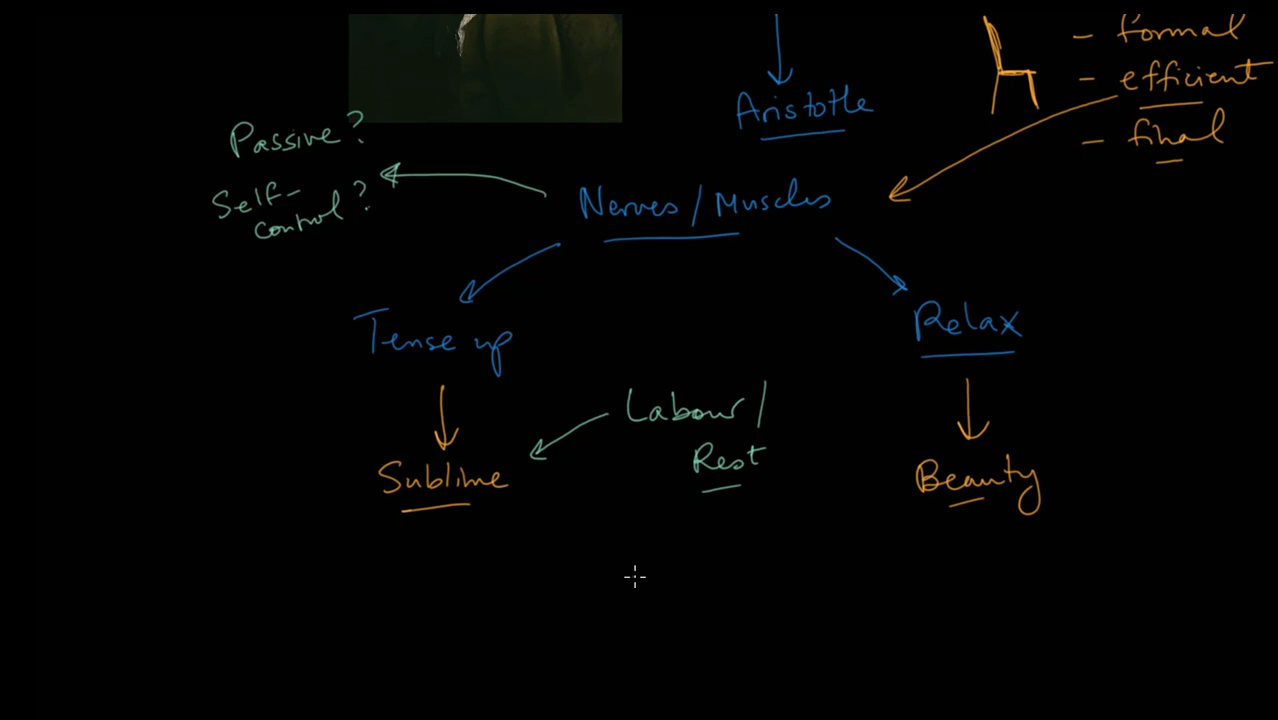 - formal
- efficient
- final
Aristotle
Passive?
Self-
control?
Nerves / Muscles
Tense up
Relax
Labour /
Rest
Sublime
Beauty